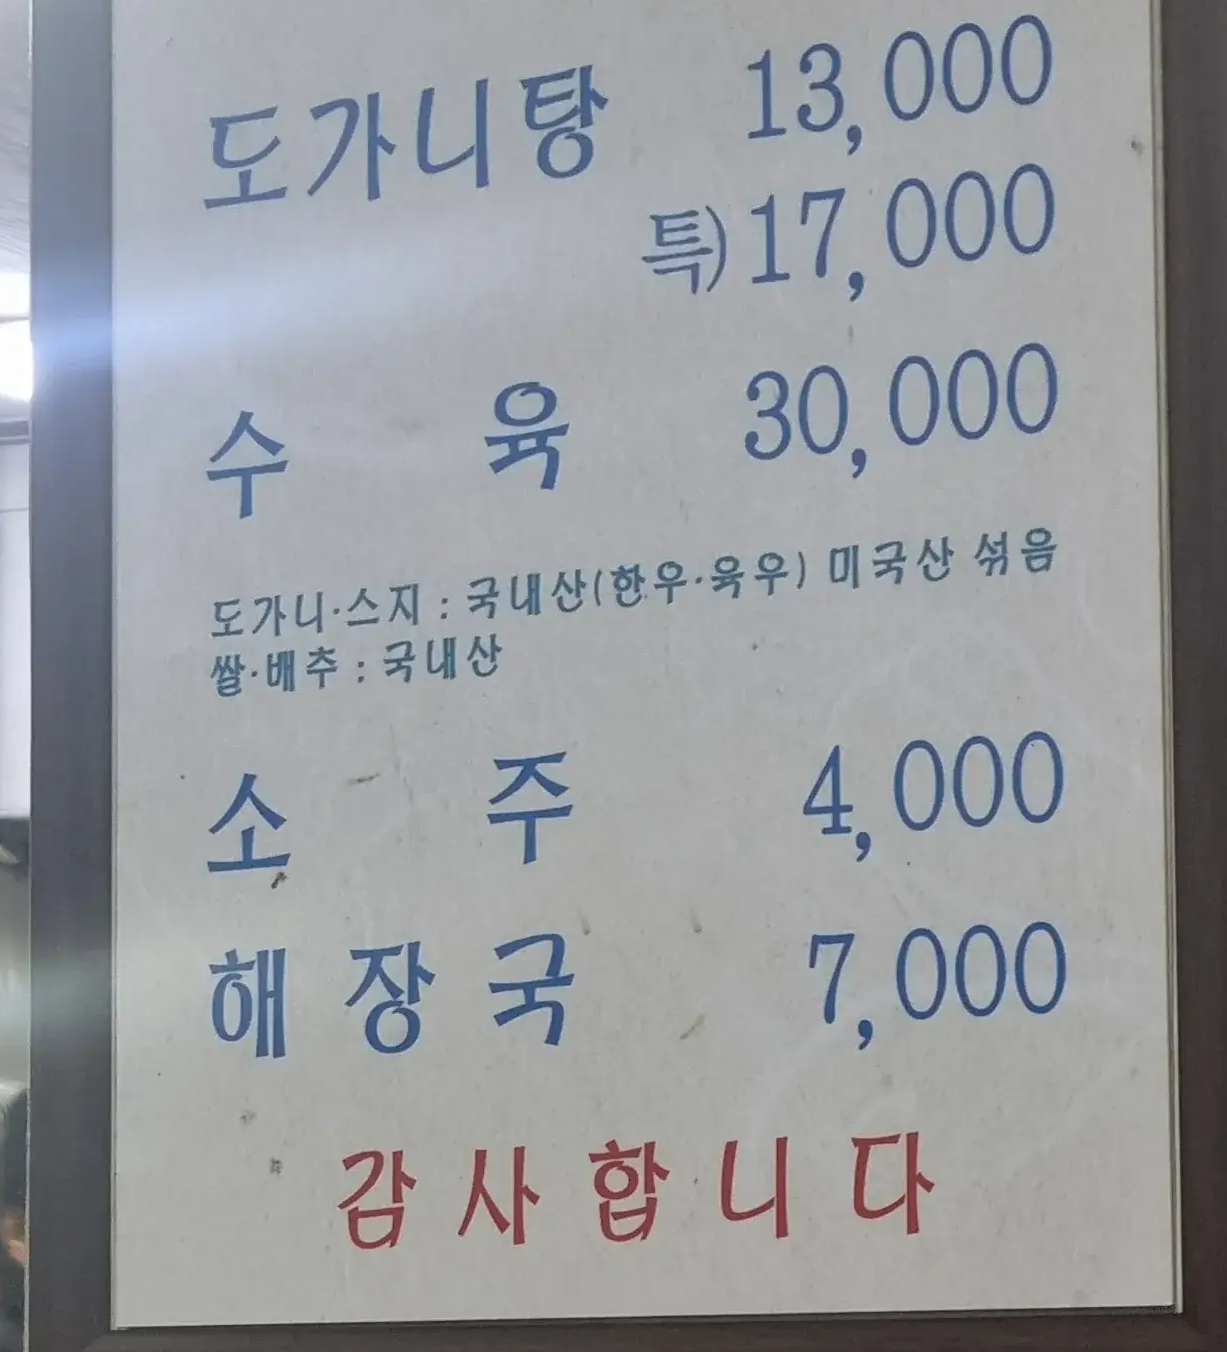 도가니탕 13,000
특) 17,000
수 육 30,000
도가니·스지 : 국내산(한우·육우) 미국산 섞음
쌀·배추 : 국내산
소 주 4,000
해 장 국 7,000
감 사 합 니 다